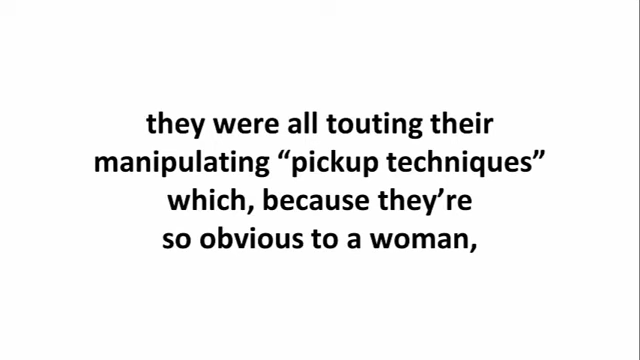 they were all touting their
manipulating “pickup techniques”
which, because they’re
so obvious to a woman,